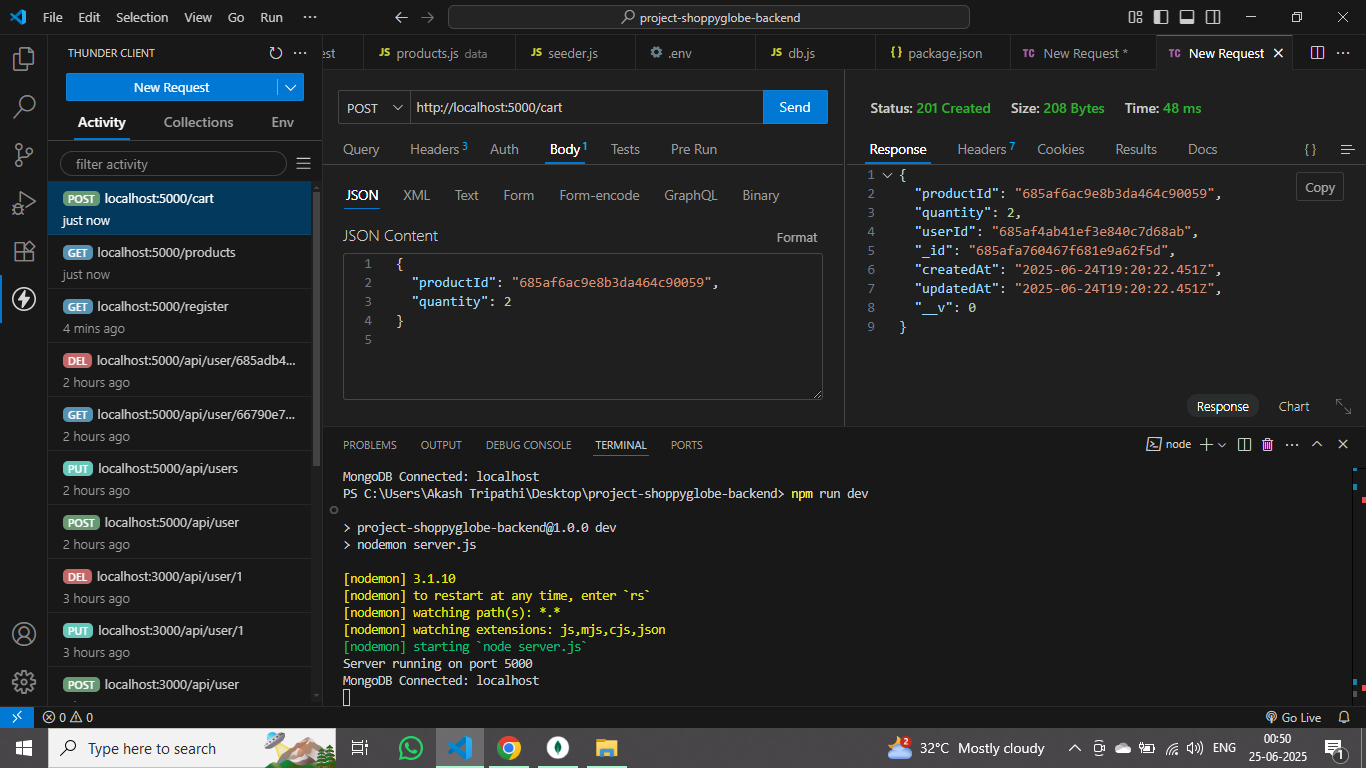 File Edit Selection View Go Run ··· project-shoppyglobe-backend
THUNDER CLIENT ···
New Request
Activity Collections Env
filter activity
POST localhost:5000/cart
just now
GET localhost:5000/products
just now
GET localhost:5000/register
4 mins ago
DEL localhost:5000/api/user/685adb4...
2 hours ago
GET localhost:5000/api/user/66790e7...
2 hours ago
PUT localhost:5000/api/users
2 hours ago
POST localhost:5000/api/user
2 hours ago
DEL localhost:3000/api/user/1
3 hours ago
PUT localhost:3000/api/user/1
3 hours ago
POST localhost:3000/api/user
est JS products.js data JS seeder.js .env JS db.js {} package.json TC New Request * TC New Request
POST http://localhost:5000/cart Send
Query Headers 3 Auth Body 1 Tests Pre Run
JSON XML Text Form Form-encode GraphQL Binary
JSON Content Format
1 {
2 "productId": "685af6ac9e8b3da464c90059",
3 "quantity": 2
4 }
5
Status: 201 Created Size: 208 Bytes Time: 48 ms
Response Headers 7 Cookies Results Docs {}
Copy
1 {
2 "productId": "685af6ac9e8b3da464c90059",
3 "quantity": 2,
4 "userId": "685af4ab41ef3e840c7d68ab",
5 "_id": "685afa760467f681e9a62f5d",
6 "createdAt": "2025-06-24T19:20:22.451Z",
7 "updatedAt": "2025-06-24T19:20:22.451Z",
8 "__v": 0
9 }
Response Chart
PROBLEMS OUTPUT DEBUG CONSOLE TERMINAL PORTS node ···
MongoDB Connected: localhost
PS C:\Users\Akash Tripathi\Desktop\project-shoppyglobe-backend> npm run dev
> project-shoppyglobe-backend@1.0.0 dev
> nodemon server.js
[nodemon] 3.1.10
[nodemon] to restart at any time, enter `rs`
[nodemon] watching path(s): *.*
[nodemon] watching extensions: js,mjs,cjs,json
[nodemon] starting `node server.js`
Server running on port 5000
MongoDB Connected: localhost
0 0 Go Live
Type here to search 2 32°C Mostly cloudy ENG 00:50
25-06-2025 1